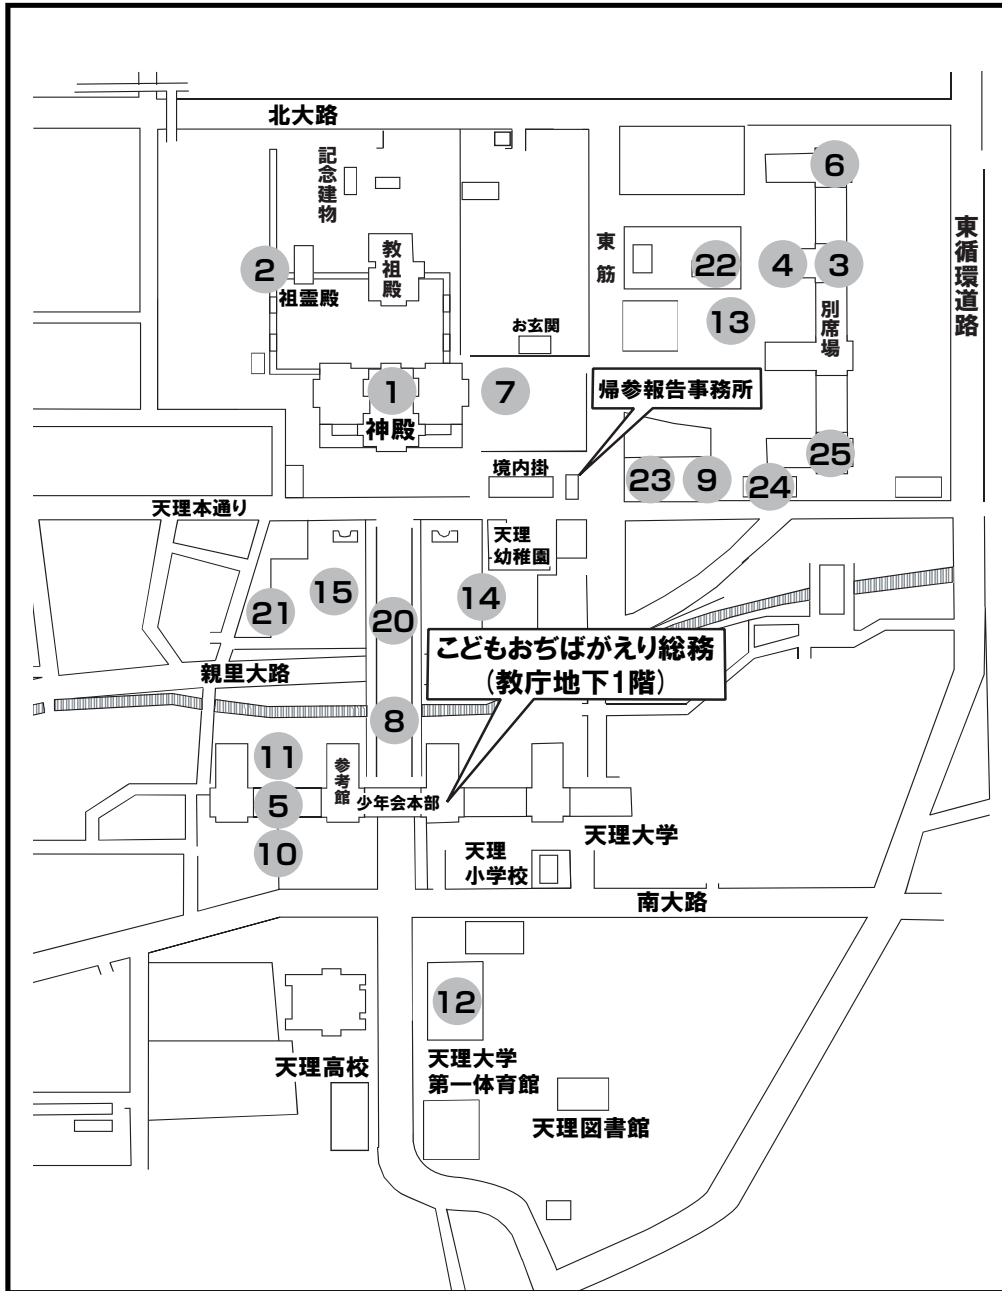 北大路
記念建物
6
東循環道路
東筋
教祖殿
2
22
4
3
祖霊殿
13
別席場
お玄関
1
7
帰参報告事務所
神殿
25
境内掛
23
9
24
天理本通り
天理
幼稚園
15
14
21
20
こどもおぢばがえり総務
(教庁地下1階)
親里大路
8
11
参考館
5
少年会本部
天理大学
10
天理
小学校
南大路
12
天理高校
天理大学
第一体育館
天理図書館